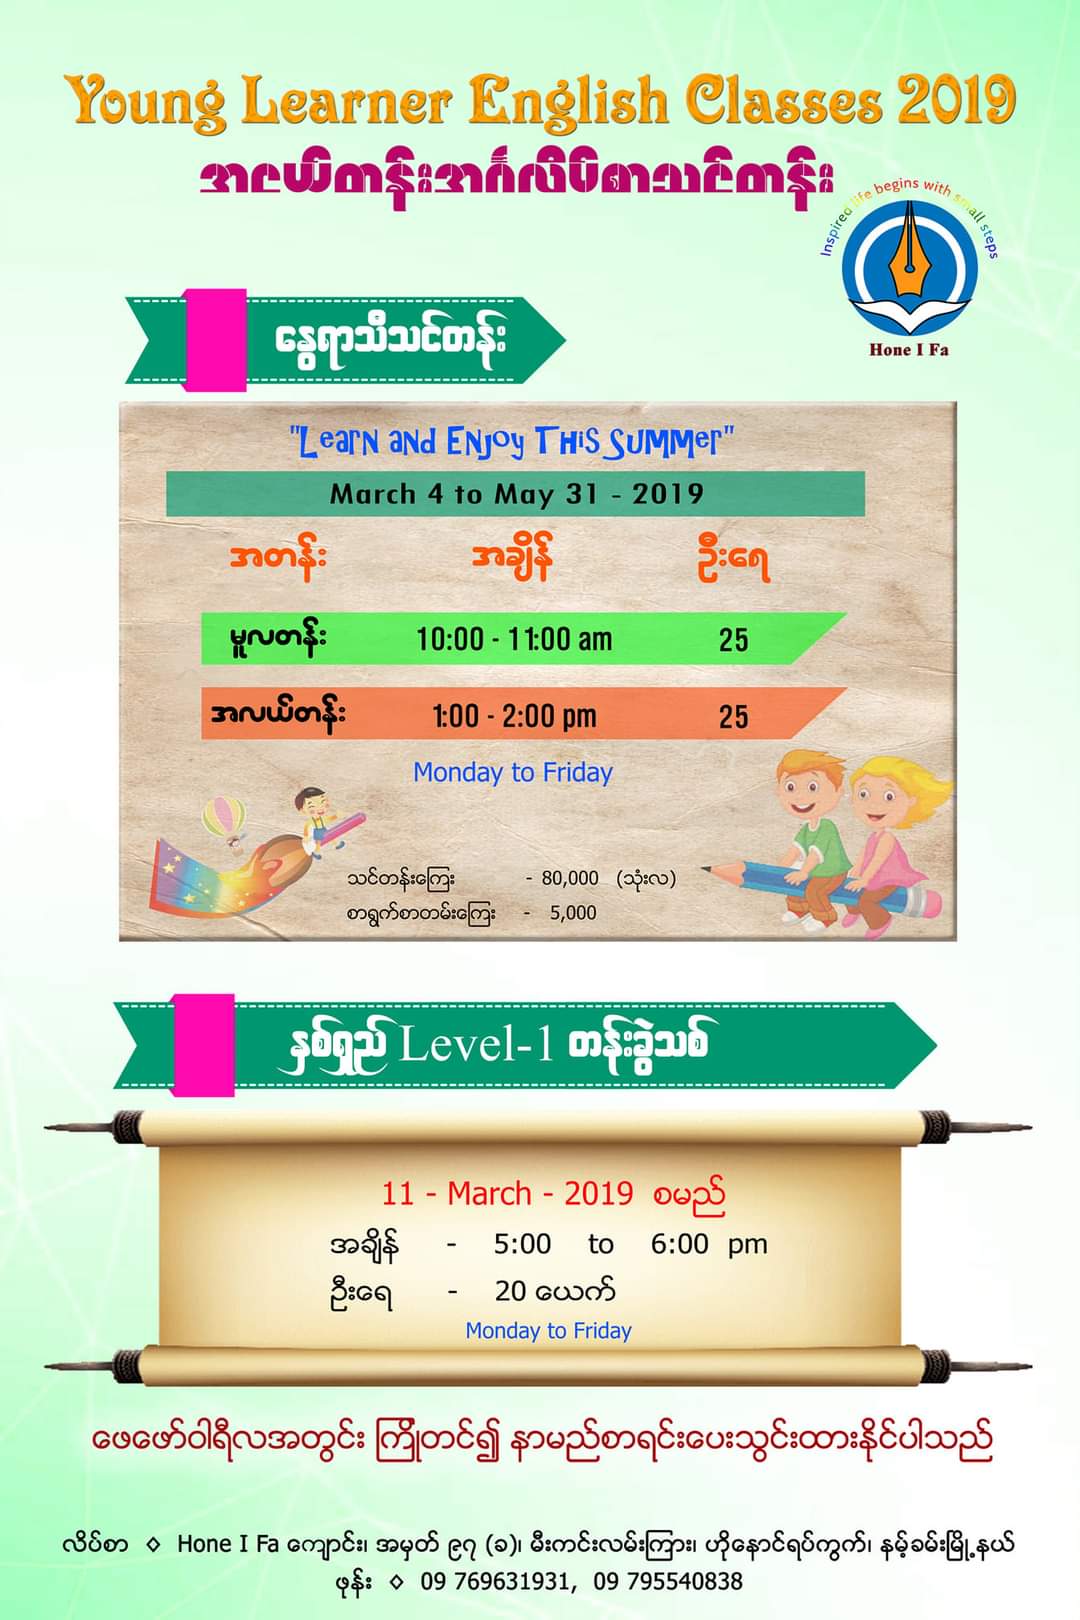 Young Learner English Classes 2019
အငယ်တန်းအင်္ဂလိပ်စာသင်တန်း
Inspired life begins with small steps
Hone I Fa
နွေရာသီသင်တန်း
"Learn and Enjoy This Summer"
March 4 to May 31 - 2019
အတန်း အချိန် ဦးရေ
မူလတန်း 10:00 - 11:00 am 25
အလယ်တန်း 1:00 - 2:00 pm 25
Monday to Friday
သင်တန်းကြေး - 80,000 (သုံးလ)
စာရွက်စာတမ်းကြေး - 5,000
နှစ်ရှည် Level-1 တန်းခွဲသစ်
11 - March - 2019 စမည်
အချိန် - 5:00 to 6:00 pm
ဦးရေ - 20 ယေက်
Monday to Friday
ဖေဖော်ဝါရီလအတွင်း ကြိုတင်၍ နာမည်စာရင်းပေးသွင်းထားနိုင်ပါသည်
လိပ်စာ ◇ Hone I Fa ကျောင်း၊ အမှတ် ၉၇ (ခ)၊ မီးကင်းလမ်းကြား၊ ဟိုနောင်ရပ်ကွက်၊ နမ့်ခမ်းမြို့နယ်
ဖုန်း ◇ 09 769631931, 09 795540838